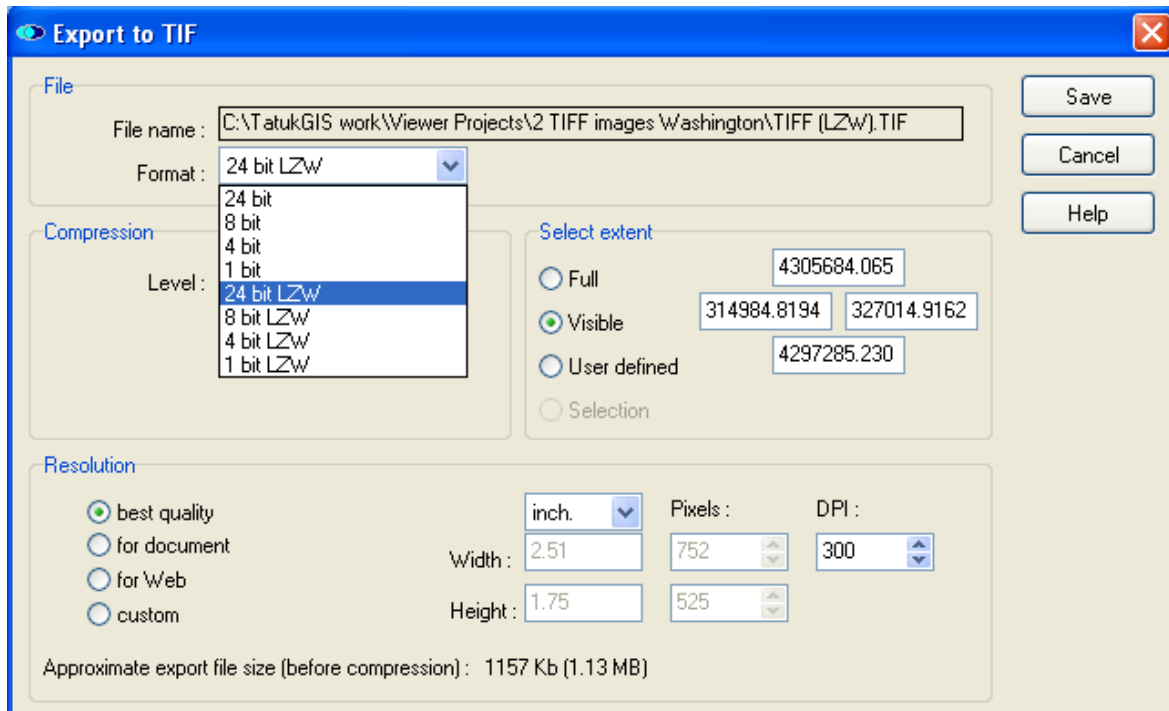 Export to TIF
File
File name :
C:\TatukGIS work\Viewer Projects\2 TIFF images Washington\TIFF (LZW).TIF
Format :
24 bit LZW
24 bit
8 bit
4 bit
1 bit
24 bit LZW
8 bit LZW
4 bit LZW
1 bit LZW
Compression
Level :
Select extent
Full
Visible
User defined
Selection
4305684.065
314984.8194
327014.9162
4297285.230
Save
Cancel
Help
Resolution
best quality
for document
for Web
custom
inch.
Pixels :
DPI :
Width :
2.51
752
300
Height :
1.75
525
Approximate export file size (before compression) : 1157 Kb (1.13 MB)